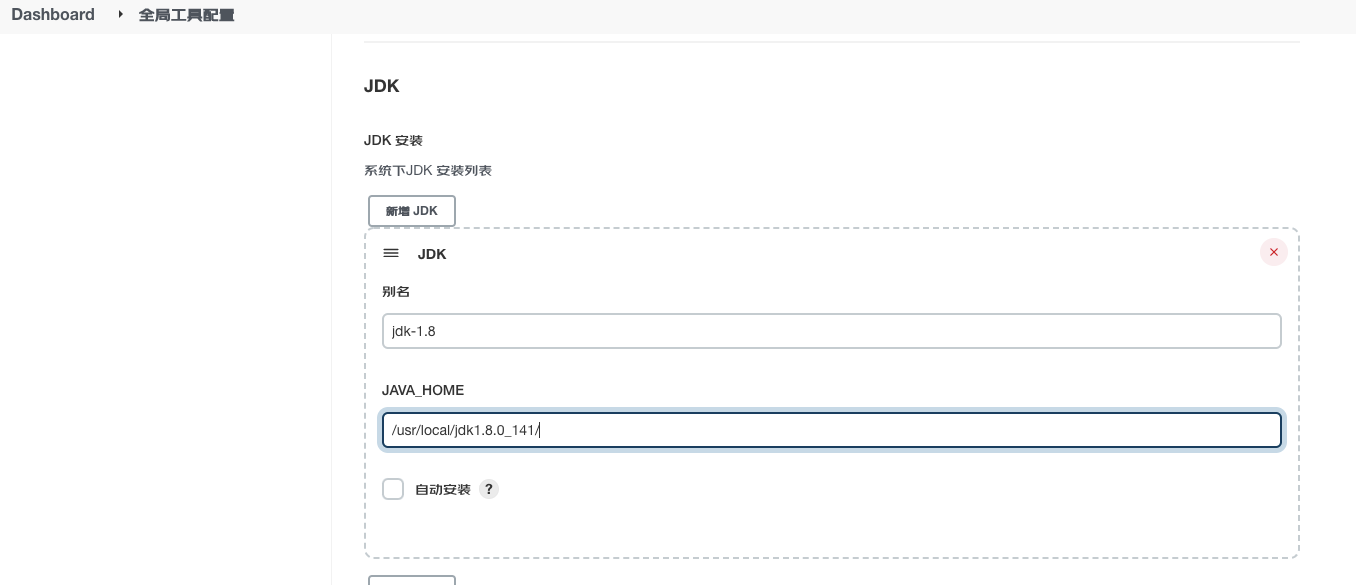 Dashboard 全局工具配置
JDK
JDK 安装
系统下JDK 安装列表
新增 JDK
JDK
别名
jdk-1.8
JAVA_HOME
/usr/local/jdk1.8.0_141/
自动安装 ?